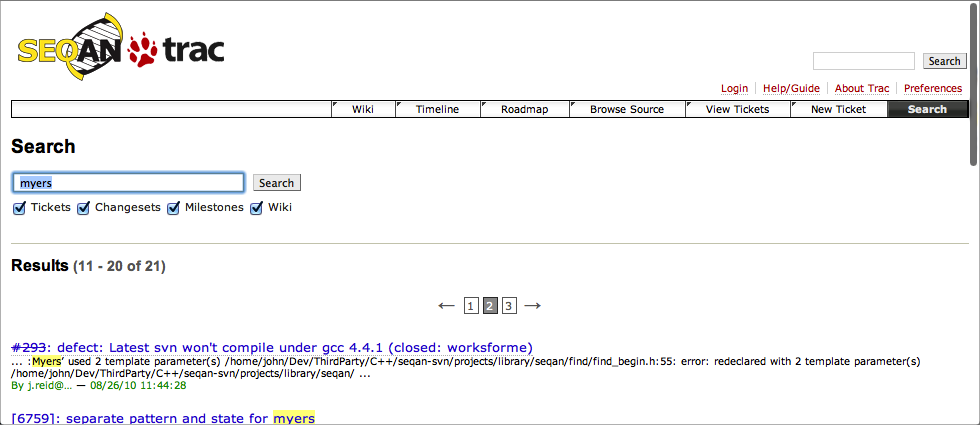 SEQAN trac
Search
Login Help/Guide About Trac Preferences
Wiki Timeline Roadmap Browse Source View Tickets New Ticket Search
Search
myers Search
Tickets Changesets Milestones Wiki
Results (11 - 20 of 21)
← 1 2 3 →
#293: defect: Latest svn won't compile under gcc 4.4.1 (closed: worksforme)
... :Myers' used 2 template parameter(s) /home/john/Dev/ThirdParty/C++/seqan-svn/projects/library/seqan/find/find_begin.h:55: error: redeclared with 2 template parameter(s)
/home/john/Dev/ThirdParty/C++/seqan-svn/projects/library/seqan/ ...
By j.reid@... — 08/26/10 11:44:28
[6759]: separate pattern and state for myers